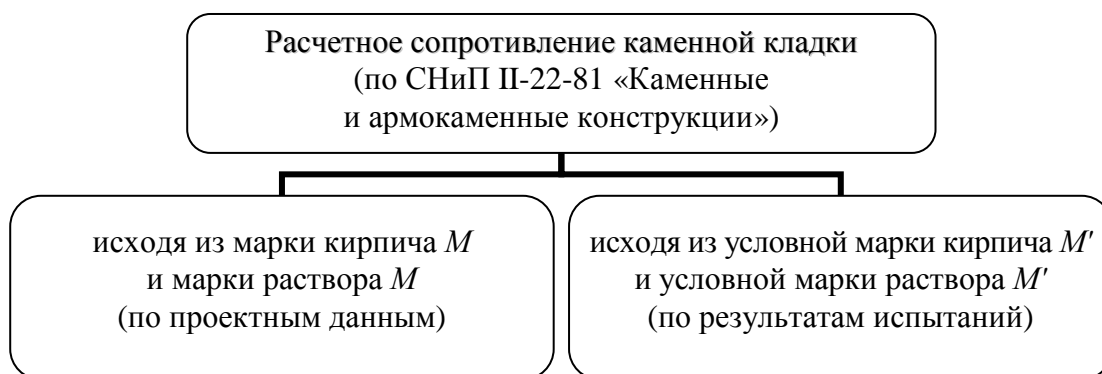 Расчетное сопротивление каменной кладки
(по СНиП II-22-81 «Каменные
и армокаменные конструкции»)
исходя из марки кирпича М
и марки раствора М
(по проектным данным)
исходя из условной марки кирпича М'
и условной марки раствора М'
(по результатам испытаний)